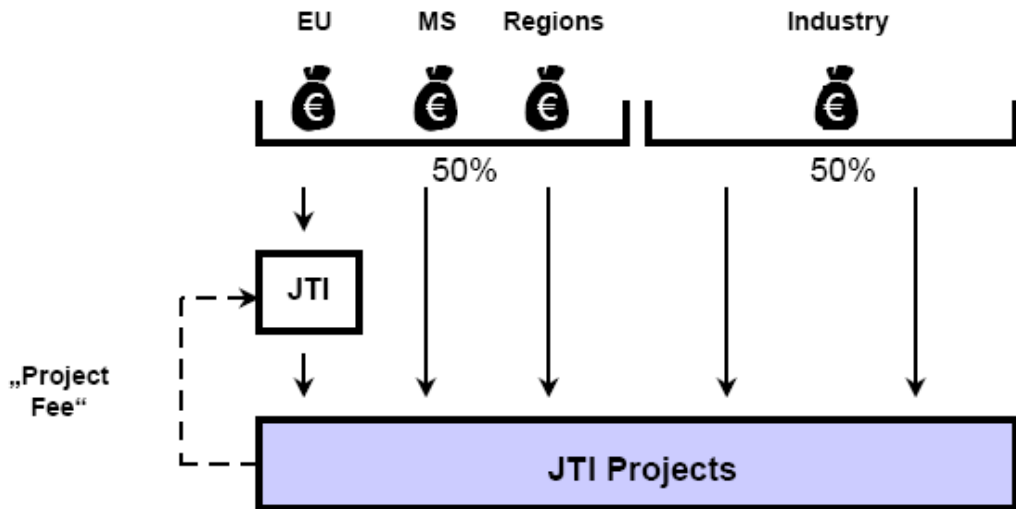 EU MS Regions Industry
€ € € €
50% 50%
JTI
„Project
Fee“
JTI Projects